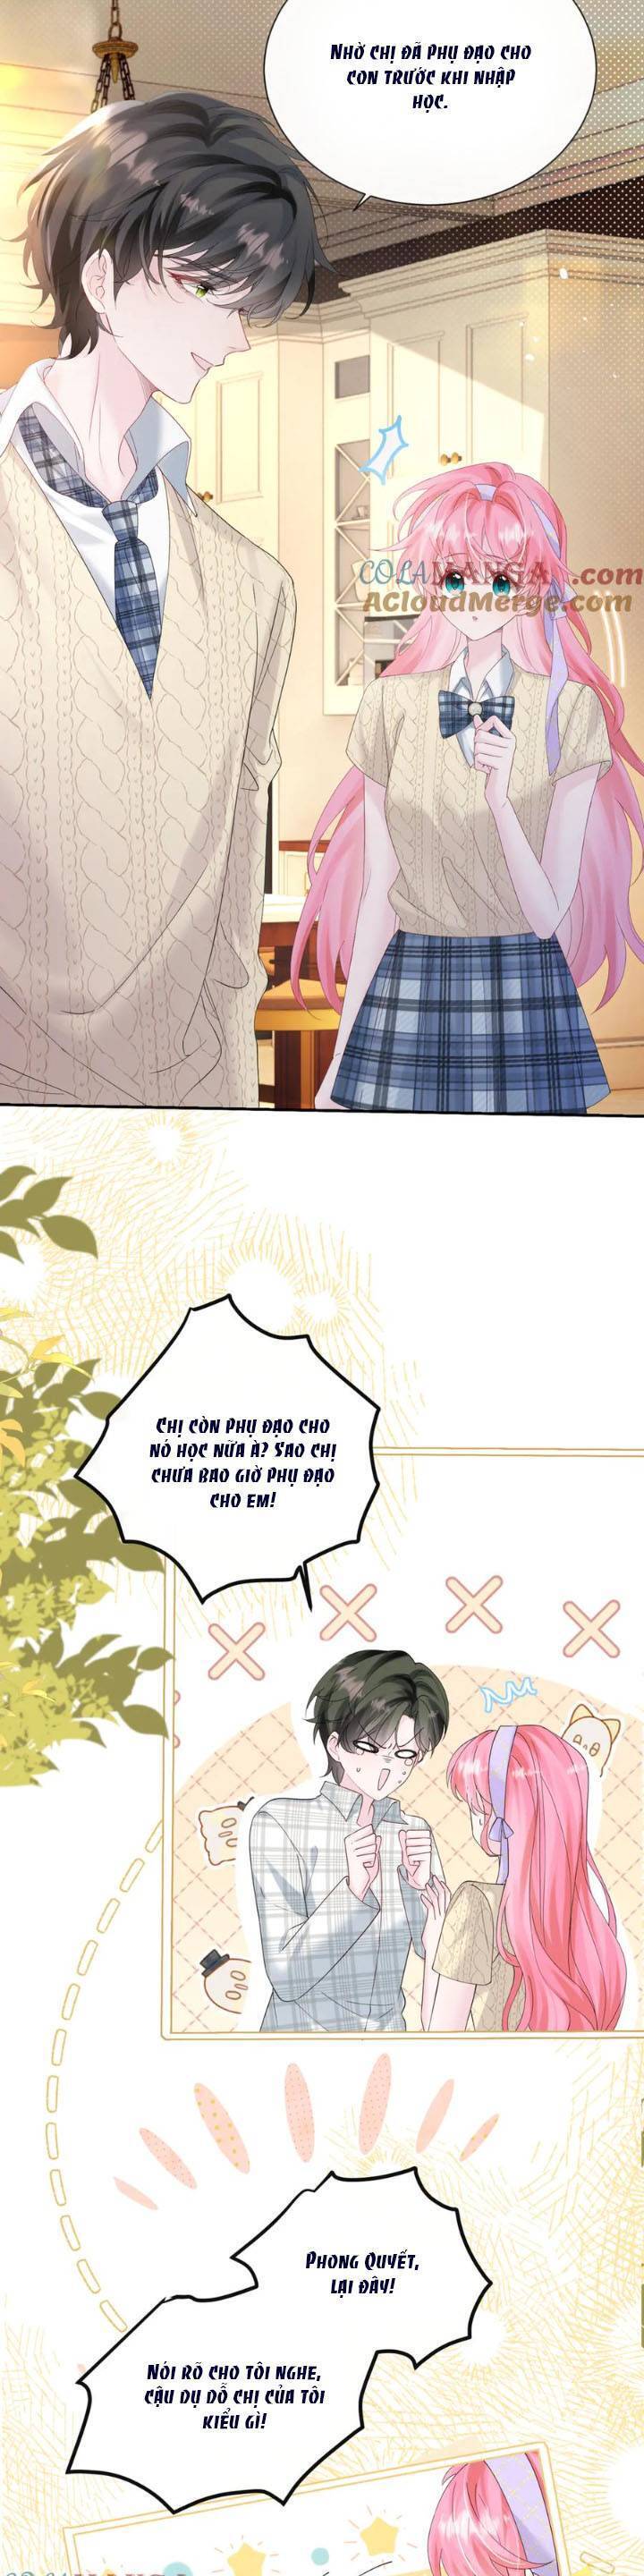 Nhờ chị đã phụ đạo cho
con trước khi nhập
học.
COLAMANGA.com
ACloudMerge.com
Chị còn phụ đạo cho
nó học nữa à? Sao chị
chưa bao giờ phụ đạo
cho em!
Phong Quyết,
lại đây!
Nói rõ cho tôi nghe,
cậu dụ dỗ chị của tôi
kiểu gì!